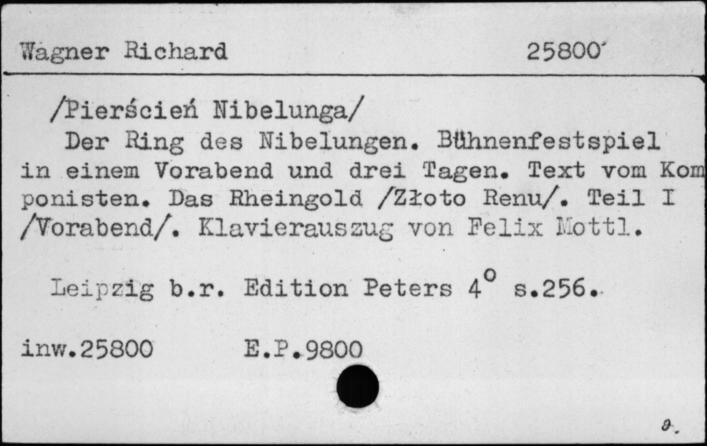 Wagner Richard 25800
/Pierścień Nibelunga/
Der Ring des Nibelungen. Bühnenfestspiel
in einem Vorabend und drei Tagen. Text vom Kom
ponisten. Das Rheingold /Złoto Renu/. Teil I
/Vorabend/. Klavierauszug von Felix Mottl.
Leipzig b.r. Edition Peters 4° s.256.
inw.25800 E.P.9800